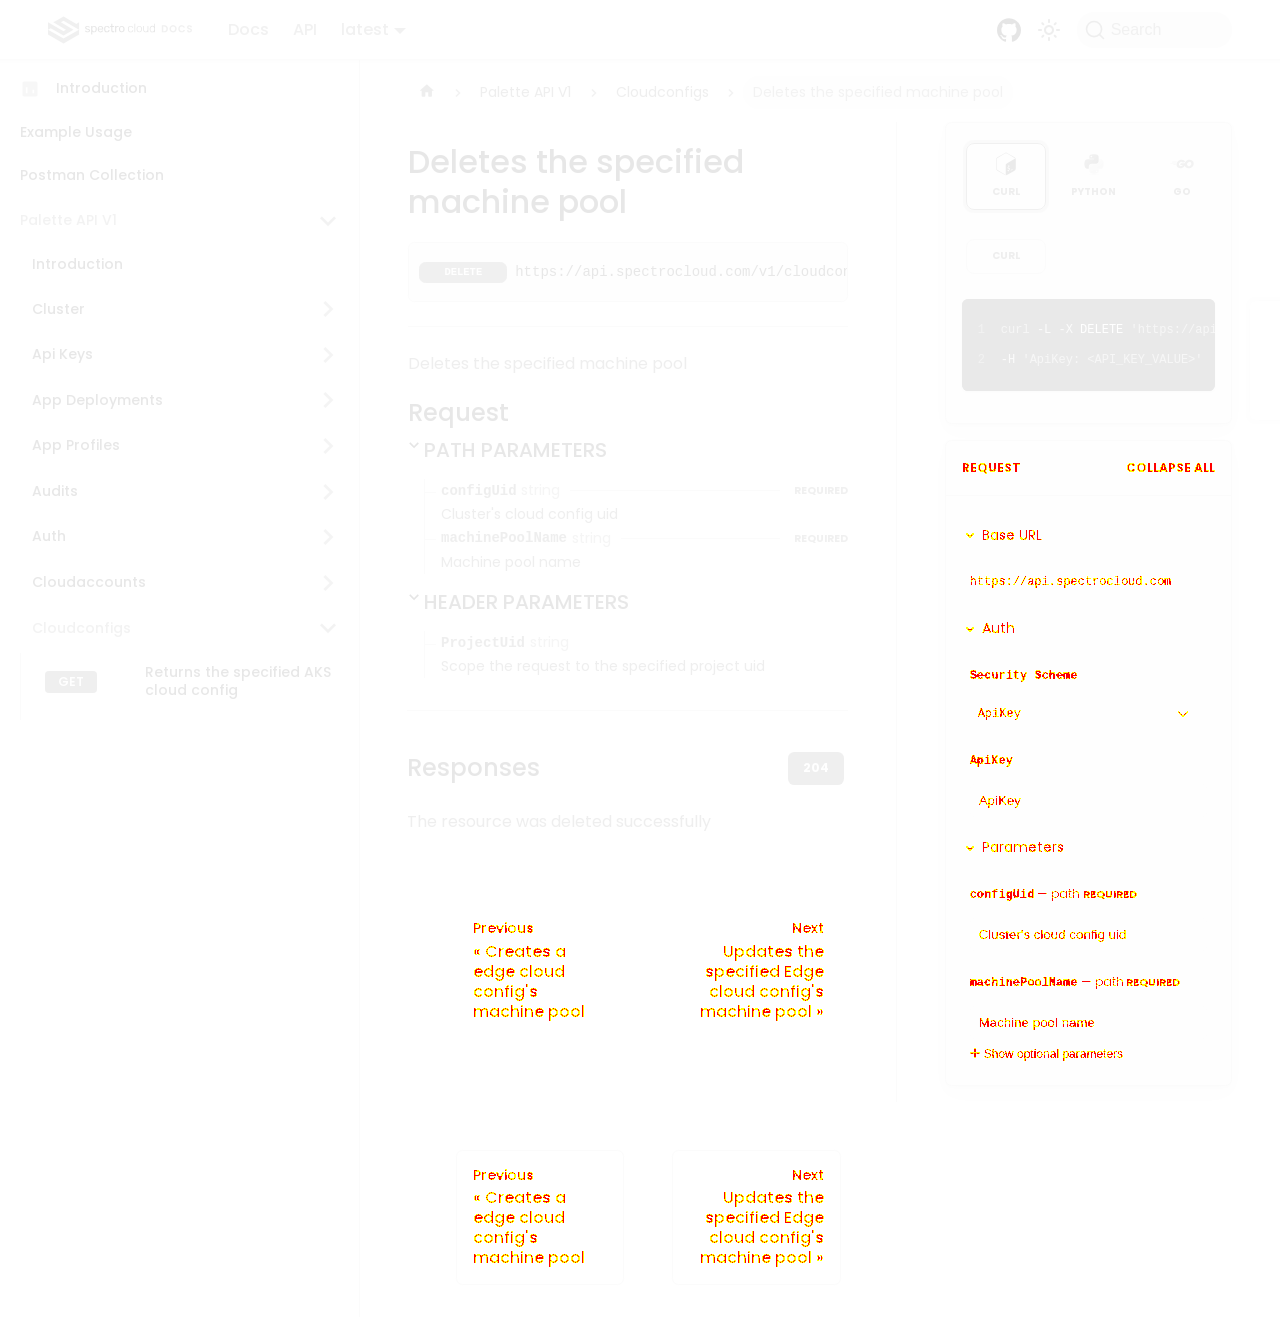 spectro cloud DOCS
Docs
API
latest
Search
Introduction
Example Usage
Postman Collection
Palette API V1
Introduction
Cluster
Api Keys
App Deployments
App Profiles
Audits
Auth
Cloudaccounts
Cloudconfigs
GET
Returns the specified AKS
cloud config
Palette API V1
Cloudconfigs
Deletes the specified machine pool
Deletes the specified
machine pool
DELETE
https://api.spectrocloud.com/v1/cloudcon
Deletes the specified machine pool
Request
PATH PARAMETERS
configUid string
REQUIRED
Cluster's cloud config uid
machinePoolName string
REQUIRED
Machine pool name
HEADER PARAMETERS
ProjectUid string
Scope the request to the specified project uid
Responses
204
The resource was deleted successfully
Previous
« Creates a
edge cloud
config's
machine pool
Next
Updates the
specified Edge
cloud config's
machine pool »
Previous
« Creates a
edge cloud
config's
machine pool
Next
Updates the
specified Edge
cloud config's
machine pool »
CURL
PYTHON
GO
GO
CURL
1 curl -L -X DELETE 'https://api
2 -H 'ApiKey: <API_KEY_VALUE>'
REQUEST
COLLAPSE ALL
Base URL
https://api.spectrocloud.com
Auth
Security Scheme
ApiKey
ApiKey
ApiKey
Parameters
configUid — path REQUIRED
Cluster's cloud config uid
machinePoolName — path REQUIRED
Machine pool name
+ Show optional parameters